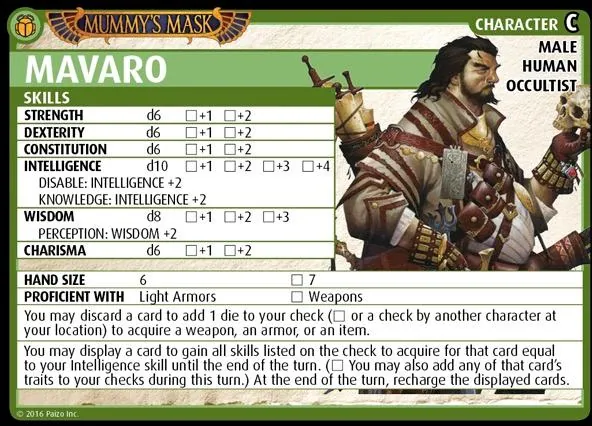 MUMMY'S MASK
CHARACTER C
MAVARO
MALE
HUMAN
OCCULTIST
SKILLS
STRENGTH d6 □ +1 □ +2
DEXTERITY d6 □ +1 □ +2
CONSTITUTION d6 □ +1 □ +2
INTELLIGENCE d10 □ +1 □ +2 □ +3 □ +4
DISABLE: INTELLIGENCE +2
KNOWLEDGE: INTELLIGENCE +2
WISDOM d8 □ +1 □ +2 □ +3
PERCEPTION: WISDOM +2
CHARISMA d6 □ +1 □ +2
HAND SIZE 6 □ 7
PROFICIENT WITH Light Armors □ Weapons
You may discard a card to add 1 die to your check (□ or a check by another character at
your location) to acquire a weapon, an armor, or an item.
You may display a card to gain all skills listed on the check to acquire for that card equal
to your Intelligence skill until the end of the turn. (□ You may also add any of that card's
traits to your checks during this turn.) At the end of the turn, recharge the displayed cards.
© 2016 Paizo Inc.